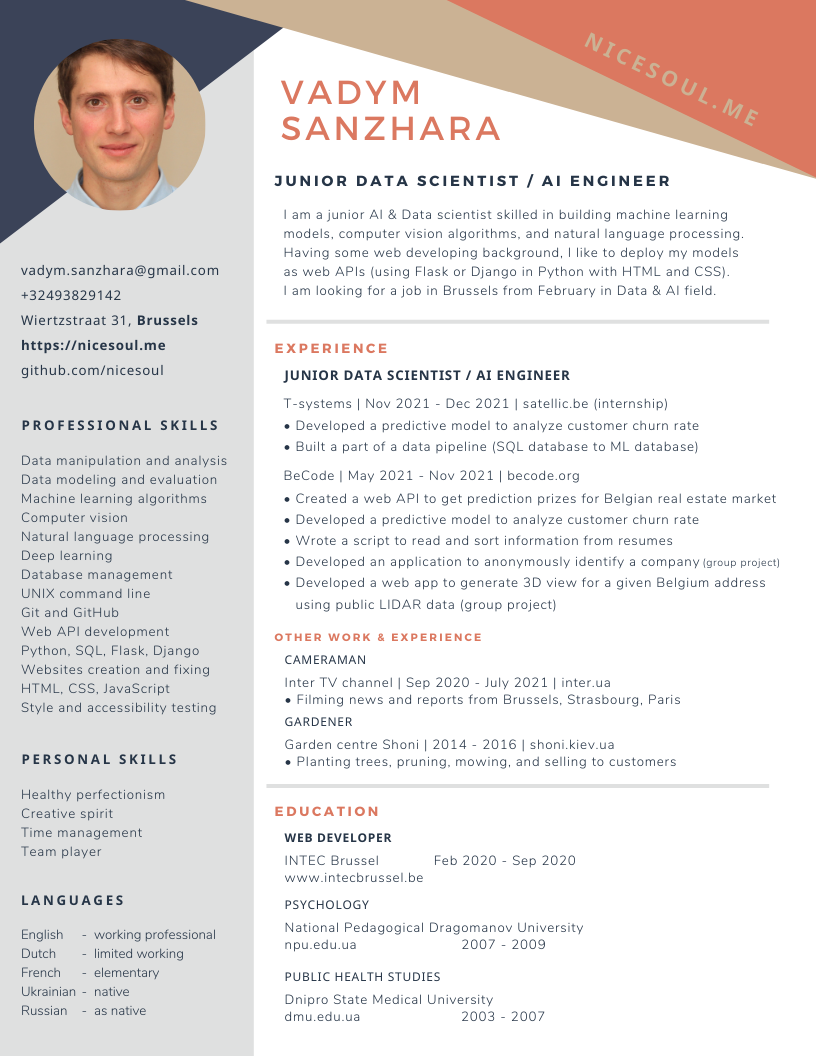 NICESOUL.ME
VADYM
SANZHARA
JUNIOR DATA SCIENTIST / AI ENGINEER
I am a junior AI & Data scientist skilled in building machine learning
models, computer vision algorithms, and natural language processing.
Having some web developing background, I like to deploy my models
as web APIs (using Flask or Django in Python with HTML and CSS).
I am looking for a job in Brussels from February in Data & AI field.
vadym.sanzhara@gmail.com
+32493829142
Wiertzstraat 31, Brussels
https://nicesoul.me
github.com/nicesoul
PROFESSIONAL SKILLS
Data manipulation and analysis
Data modeling and evaluation
Machine learning algorithms
Computer vision
Natural language processing
Deep learning
Database management
UNIX command line
Git and GitHub
Web API development
Python, SQL, Flask, Django
Websites creation and fixing
HTML, CSS, JavaScript
Style and accessibility testing
PERSONAL SKILLS
Healthy perfectionism
Creative spirit
Time management
Team player
LANGUAGES
English - working professional
Dutch - limited working
French - elementary
Ukrainian - native
Russian - as native
EXPERIENCE
JUNIOR DATA SCIENTIST / AI ENGINEER
T-systems | Nov 2021 - Dec 2021 | satellic.be (internship)
• Developed a predictive model to analyze customer churn rate
• Built a part of a data pipeline (SQL database to ML database)
BeCode | May 2021 - Nov 2021 | becode.org
• Created a web API to get prediction prizes for Belgian real estate market
• Developed a predictive model to analyze customer churn rate
• Wrote a script to read and sort information from resumes
• Developed an application to anonymously identify a company (group project)
• Developed a web app to generate 3D view for a given Belgium address
using public LIDAR data (group project)
OTHER WORK & EXPERIENCE
CAMERAMAN
Inter TV channel | Sep 2020 - July 2021 | inter.ua
• Filming news and reports from Brussels, Strasbourg, Paris
GARDENER
Garden centre Shoni | 2014 - 2016 | shoni.kiev.ua
• Planting trees, pruning, mowing, and selling to customers
EDUCATION
WEB DEVELOPER
INTEC Brussel Feb 2020 - Sep 2020
www.intecbrussel.be
PSYCHOLOGY
National Pedagogical Dragomanov University
npu.edu.ua 2007 - 2009
PUBLIC HEALTH STUDIES
Dnipro State Medical University
dmu.edu.ua 2003 - 2007